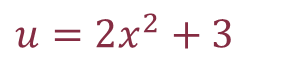 u = 2x² + 3